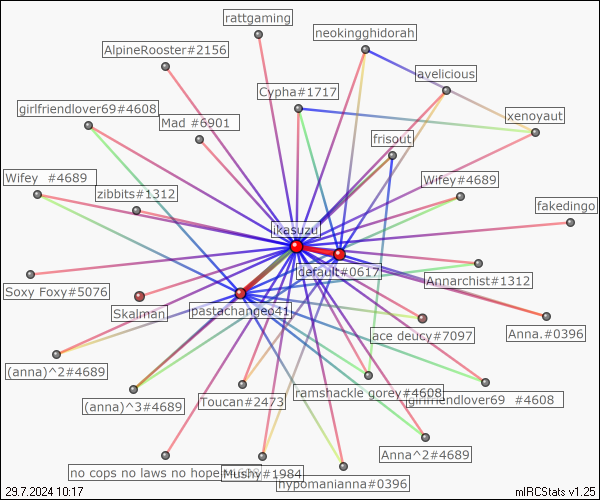 rattgaming
neokingghidorah
AlpineRooster#2156
avelicious
Cypha#1717
girlfriendlover69#4608
xenoyaut
Mad #6901
frisout
Wifey #4689
Wifey#4689
zibbits#1312
fakedingo
ikasuzu
default#0617
Annarchist#1312
Soxy Foxy#5076
Skalman
pastachangeo41
Anna.#0396
ace deucy#7097
(anna)^2#4689
ramshackle gorey#4608
girlfriendlover69 #4608
(anna)^3#4689
Toucan#2473
Anna^2#4689
no cops no laws no hope
Mushy#1984
hypomanianna#0396
29.7.2024 10:17
mIRCStats v1.25